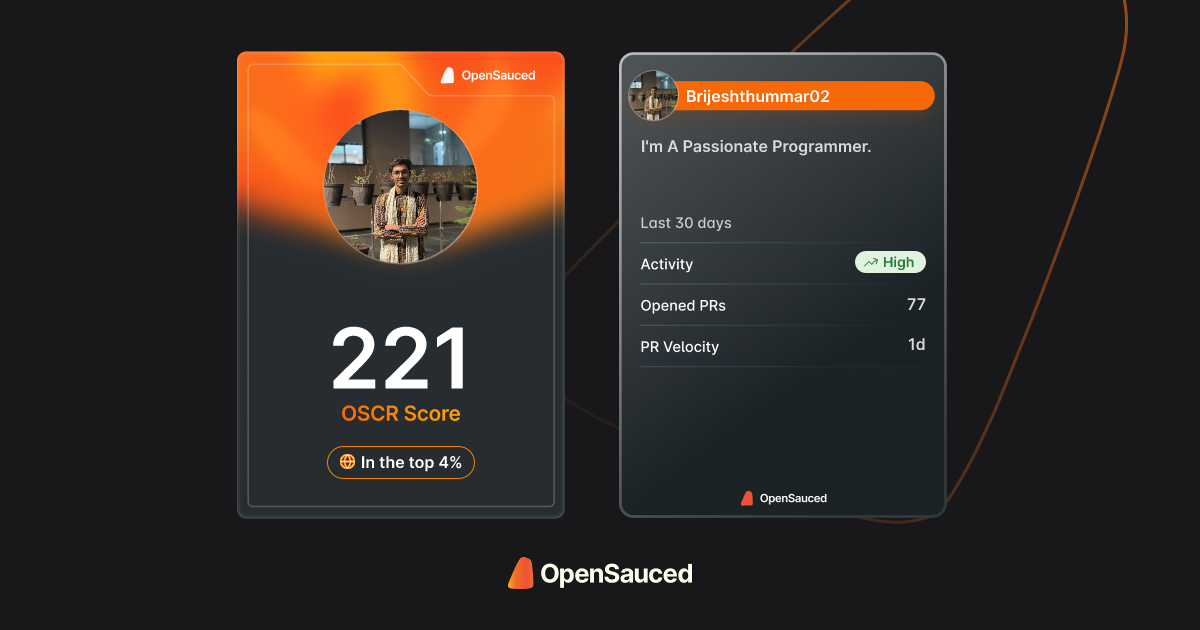 OpenSauced
221
OSCR Score
In the top 4%
Brijeshthummar02
I'm A Passionate Programmer.
Last 30 days
Activity High
Opened PRs 77
PR Velocity 1d
OpenSauced
OpenSauced